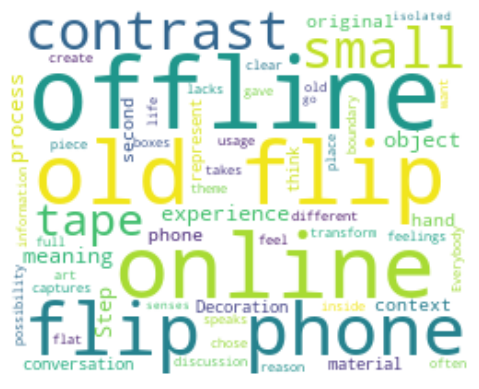 contrast
original
isolated
small
create
clear
offline
process
second
life
lacks
gave
old
go
boundary
want
piece
boxes
represent
usage
place
object
old flip
takes
theme
think
information
tape
experience
different
hand
full
phone
feel
transform
feelings
Everybody
meaning
art
captures
online
possibility
Step
senses
Decoration
inside
context
flip phone
flat
speaks
chose
conversation
discussion
reason
material
often